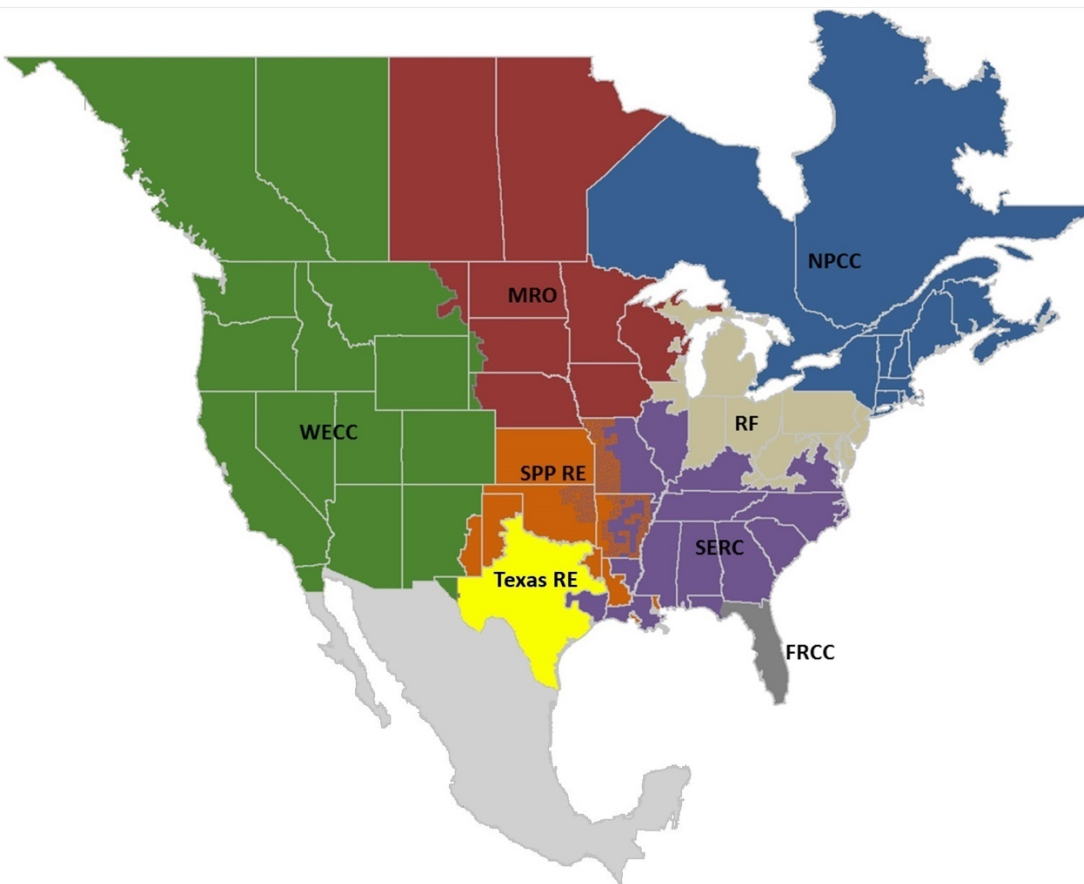 NPCC
MRO
RF
WECC
SPP RE
SERC
Texas RE
FRCC